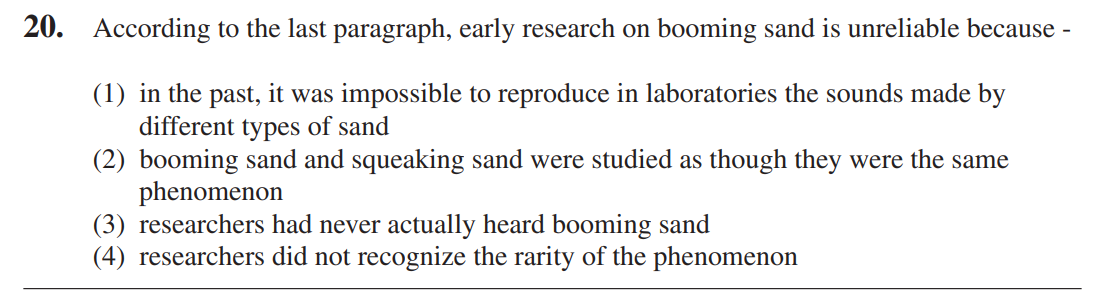 20. According to the last paragraph, early research on booming sand is unreliable because -
(1) in the past, it was impossible to reproduce in laboratories the sounds made by
different types of sand
(2) booming sand and squeaking sand were studied as though they were the same
phenomenon
(3) researchers had never actually heard booming sand
(4) researchers did not recognize the rarity of the phenomenon